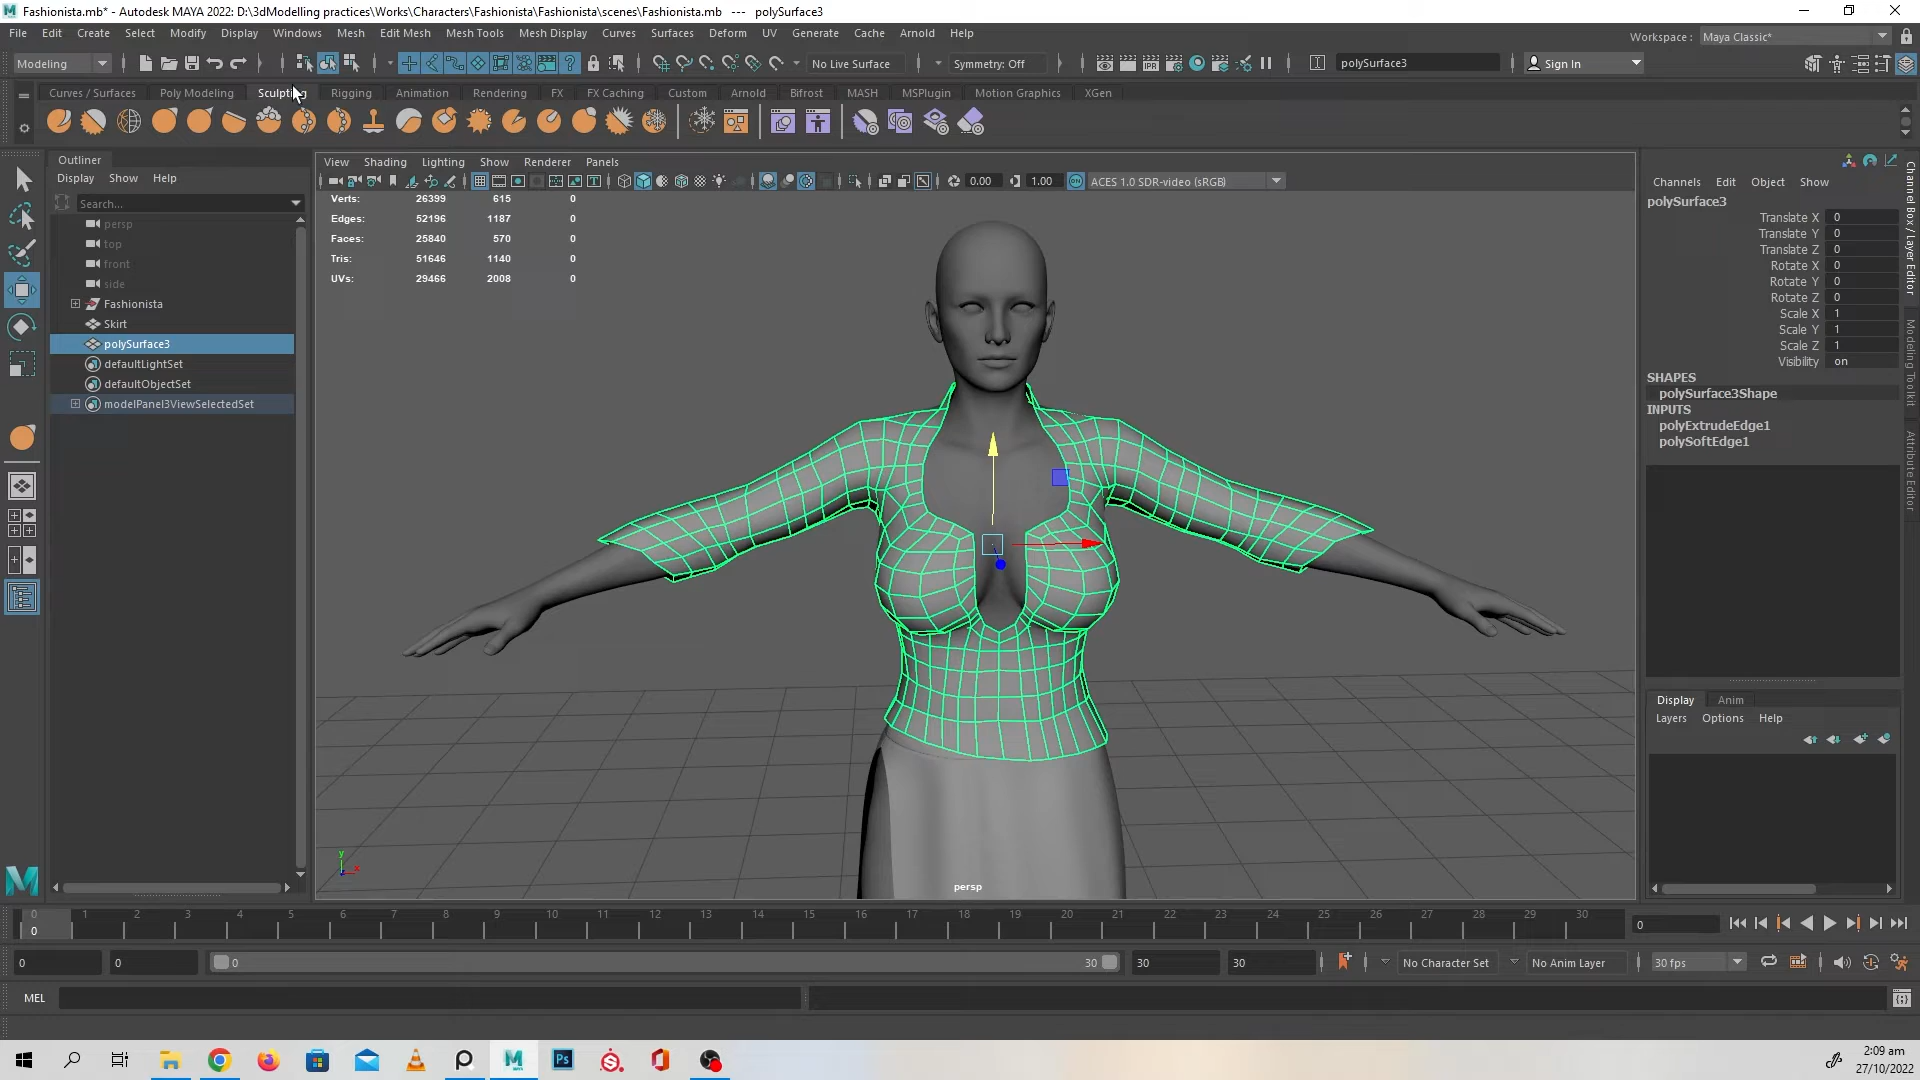 Fashionista.mb* - Autodesk MAYA 2022: D:\3dModelling practices\Works\Characters\Fashionista\Fashionista\scenes\Fashionista.mb --- polySurface3
File Edit Create Select Modify Display Windows Mesh Edit Mesh Mesh Tools Mesh Display Curves Surfaces Deform UV Generate Cache Arnold Help
Workspace : Maya Classic*
Modeling No Live Surface Symmetry: Off polySurface3 Sign In
Curves / Surfaces Poly Modeling Sculpting Rigging Animation Rendering FX FX Caching Custom Arnold Bifrost MASH MSPlugin Motion Graphics XGen
Outliner
Display Show Help
Search...
persp
top
front
side
Fashionista
Skirt
polySurface3
defaultLightSet
defaultObjectSet
modelPanel3ViewSelectedSet
View Shading Lighting Show Renderer Panels
0.00 1.00 ACES 1.0 SDR-video (sRGB)
Verts: 26399 615 0
Edges: 52196 1187 0
Faces: 25840 570 0
Tris: 51646 1140 0
UVs: 29466 2008 0
y
x
persp
Channels Edit Object Show
polySurface3
Translate X 0
Translate Y 0
Translate Z 0
Rotate X 0
Rotate Y 0
Rotate Z 0
Scale X 1
Scale Y 1
Scale Z 1
Visibility on
SHAPES
polySurface3Shape
INPUTS
polyExtrudeEdge1
polySoftEdge1
Display Anim
Layers Options Help
Channel Box / Layer Editor
Modeling Toolkit
Attribute Editor
0 1 2 3 4 5 6 7 8 9 10 11 12 13 14 15 16 17 18 19 20 21 22 23 24 25 26 27 28 29 30
0 0
0 0 0 30 30 30 No Character Set No Anim Layer 30 fps
MEL
2:09 am
27/10/2022